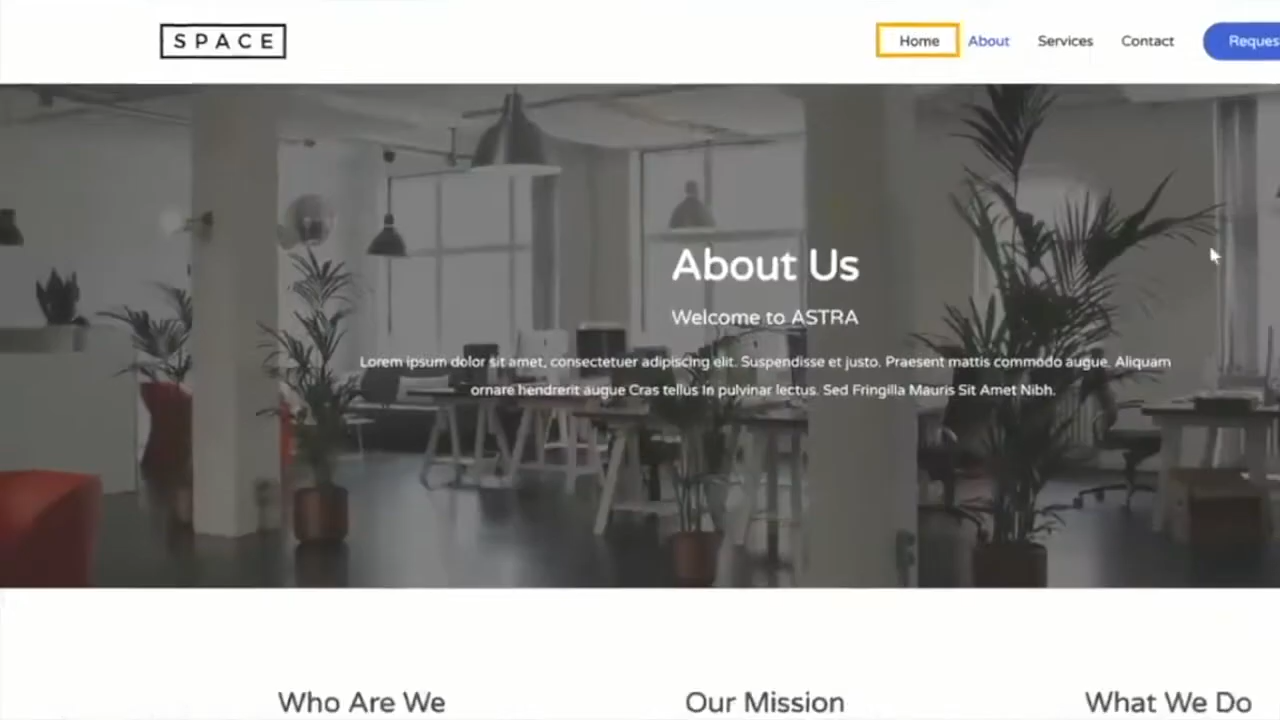 SPACE
Home About Services Contact
About Us
Welcome to ASTRA
Lorem ipsum dolor sit amet, consectetuer adipiscing elit. Suspendisse et justo. Praesent mattis commodo augue. Aliquam
ornare hendrerit augue Cras tellus In pulvinar lectus. Sed Fringilla Mauris Sit Amet Nibh.
Who Are We Our Mission What We Do